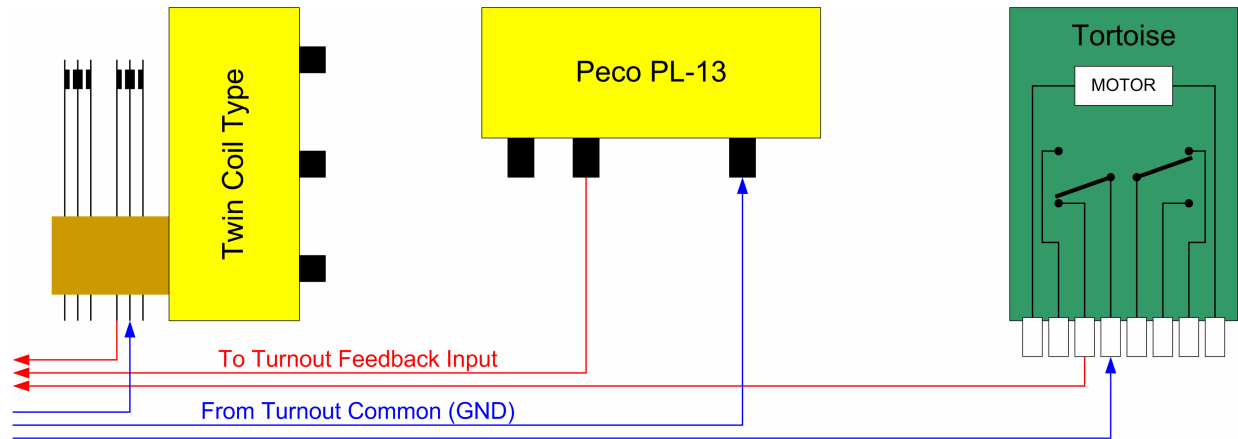 Twin Coil Type
Peco PL-13
Tortoise
MOTOR
To Turnout Feedback Input
From Turnout Common (GND)